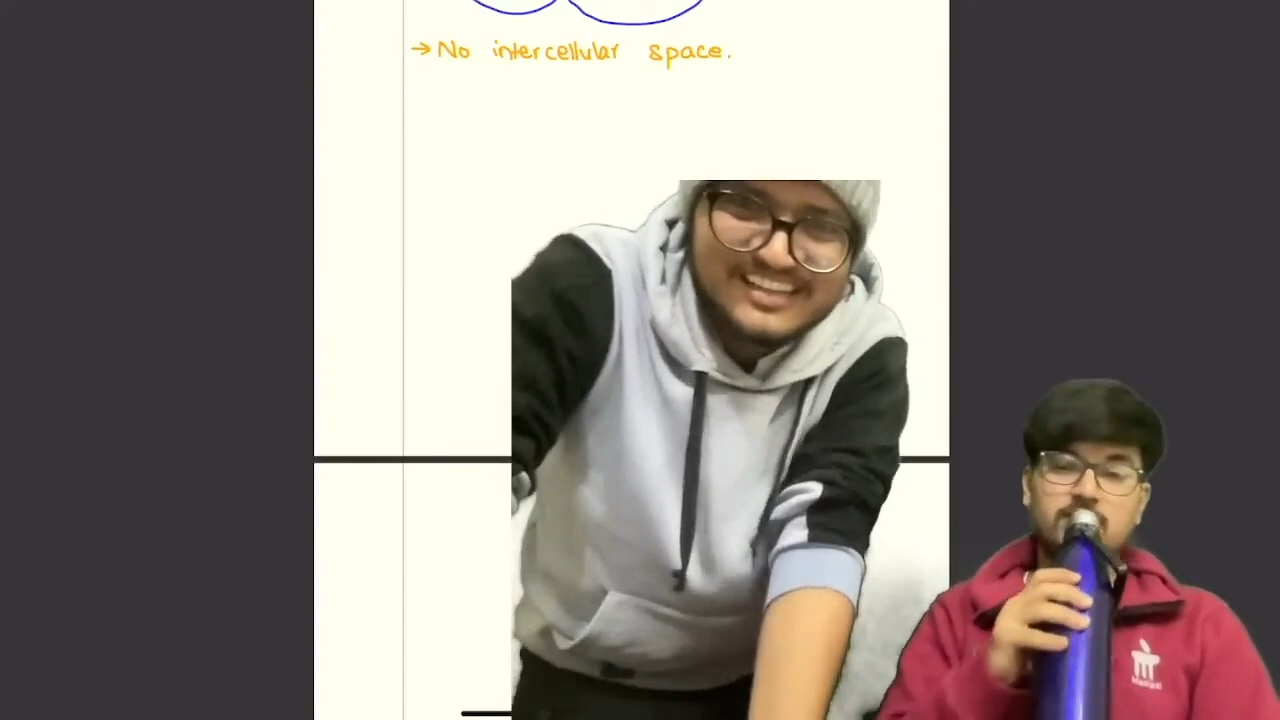 → No intercellular space.